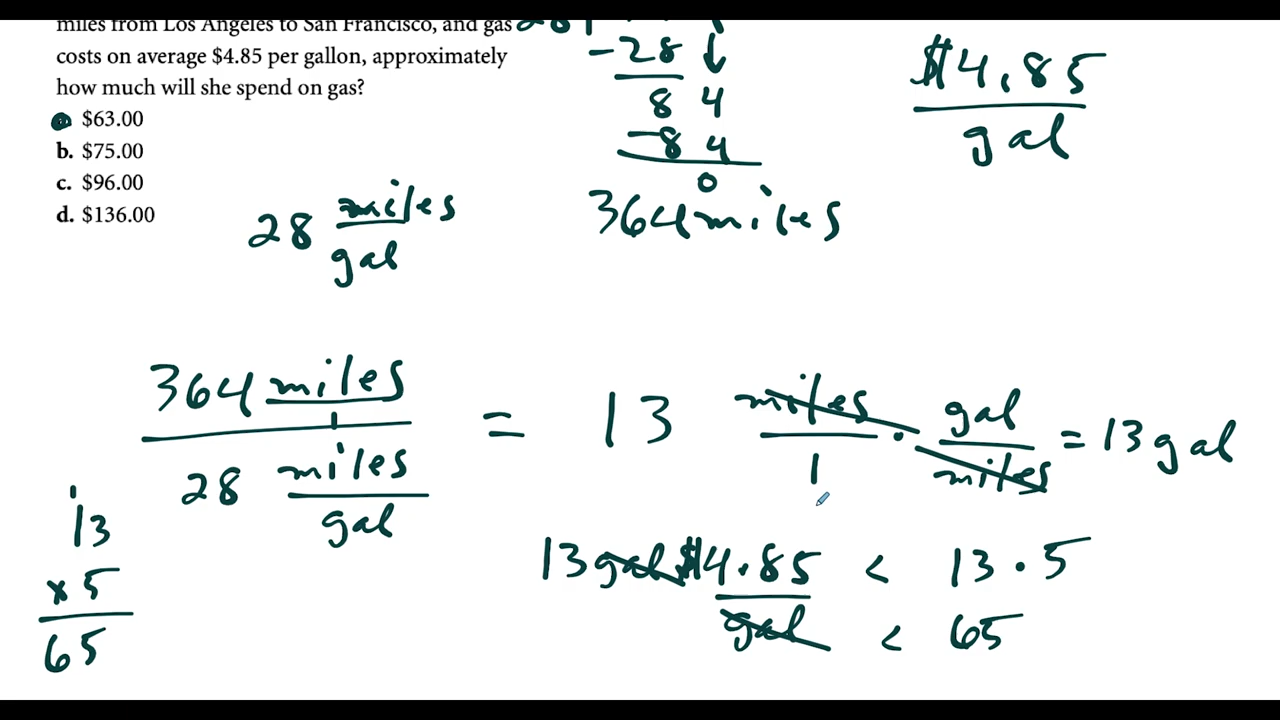 miles from Los Angeles to San Francisco, and gas
costs on average $4.85 per gallon, approximately
how much will she spend on gas?
$63.00
b. $75.00
c. $96.00
d. $136.00
28
-28↓
84
-84
0
$4.85
gal
28 miles
gal
364 miles
364 miles
1
28 miles
gal
= 13 miles
1
· gal
miles
= 13 gal
1
13
x5
65
13 gal $4.85
gal
< 13 · 5
< 65